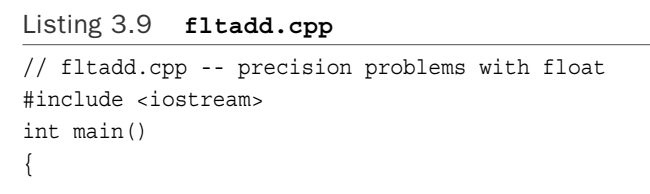 Listing 3.9 fltadd.cpp
// fltadd.cpp -- precision problems with float
#include <iostream>
int main()
{